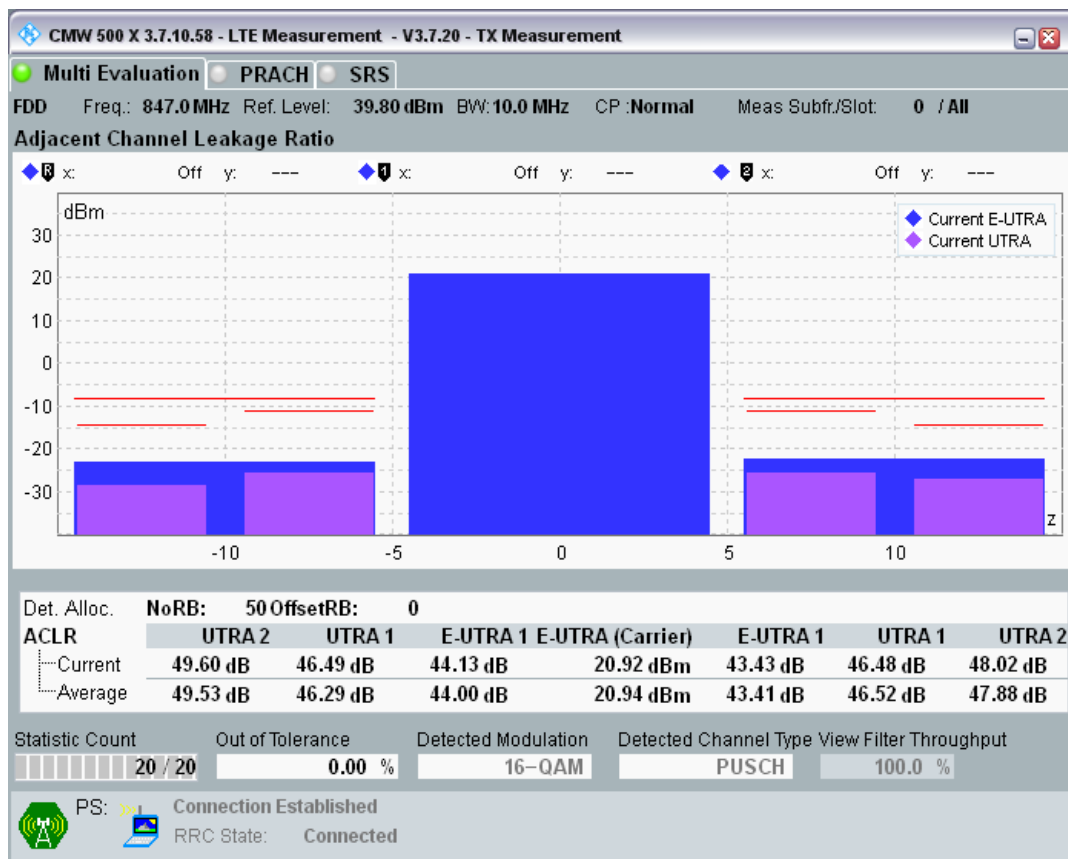 CMW 500 X 3.7.10.58 - LTE Measurement - V3.7.20 - TX Measurement
Multi Evaluation PRACH SRS
FDD Freq.: 847.0 MHz Ref. Level: 39.80 dBm BW: 10.0 MHz CP :Normal Meas Subfr./Slot: 0 / All
Adjacent Channel Leakage Ratio
R x: Off y: --- 1 x: Off y: --- 2 x: Off y: ---
dBm
Current E-UTRA
Current UTRA
30
20
10
0
-10
-20
-30
z
-10 -5 0 5 10
Det. Alloc. NoRB: 50 OffsetRB: 0
ACLR UTRA 2 UTRA 1 E-UTRA 1 E-UTRA (Carrier) E-UTRA 1 UTRA 1 UTRA 2
Current 49.60 dB 46.49 dB 44.13 dB 20.92 dBm 43.43 dB 46.48 dB 48.02 dB
Average 49.53 dB 46.29 dB 44.00 dB 20.94 dBm 43.41 dB 46.52 dB 47.88 dB
Statistic Count Out of Tolerance Detected Modulation Detected Channel Type View Filter Throughput
20 / 20 0.00 % 16-QAM PUSCH 100.0 %
PS: Connection Established
RRC State: Connected